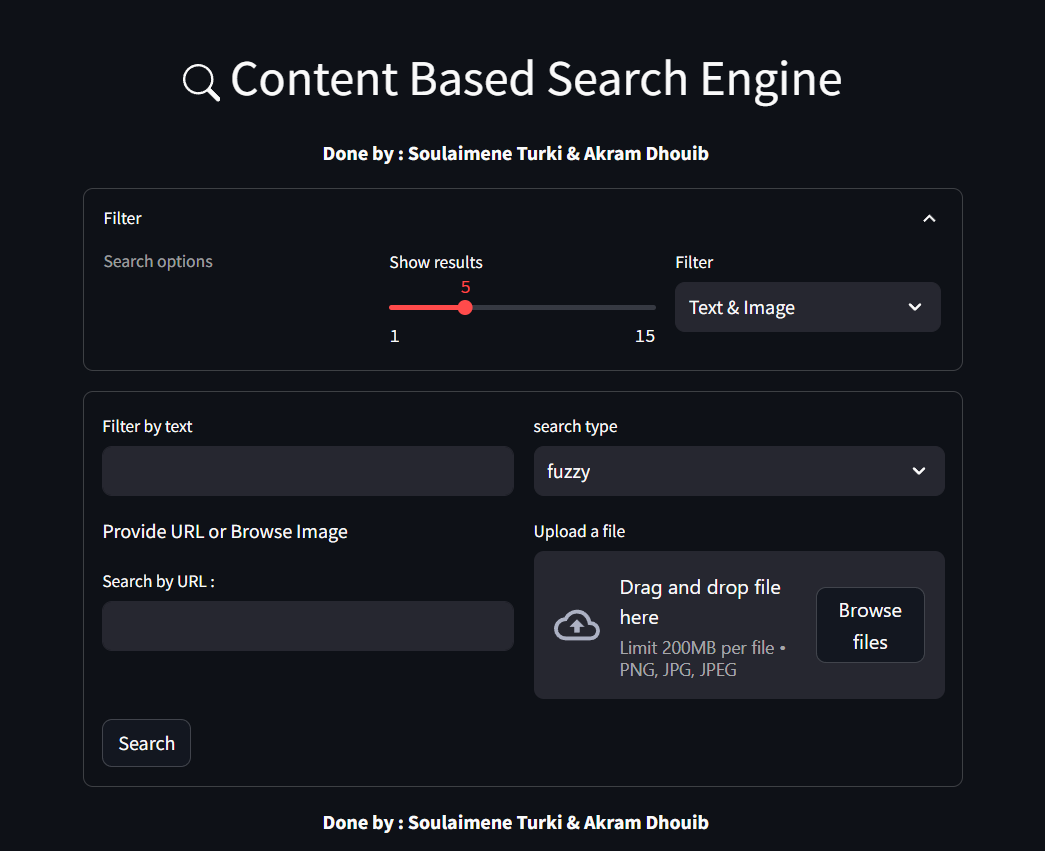 Content Based Search Engine
Done by : Soulaimene Turki & Akram Dhouib
Filter
Search options
Show results
5
1
15
Filter
Text & Image
Filter by text
search type
fuzzy
Provide URL or Browse Image
Search by URL :
Upload a file
Drag and drop file
here
Limit 200MB per file •
PNG, JPG, JPEG
Browse
files
Search
Done by : Soulaimene Turki & Akram Dhouib